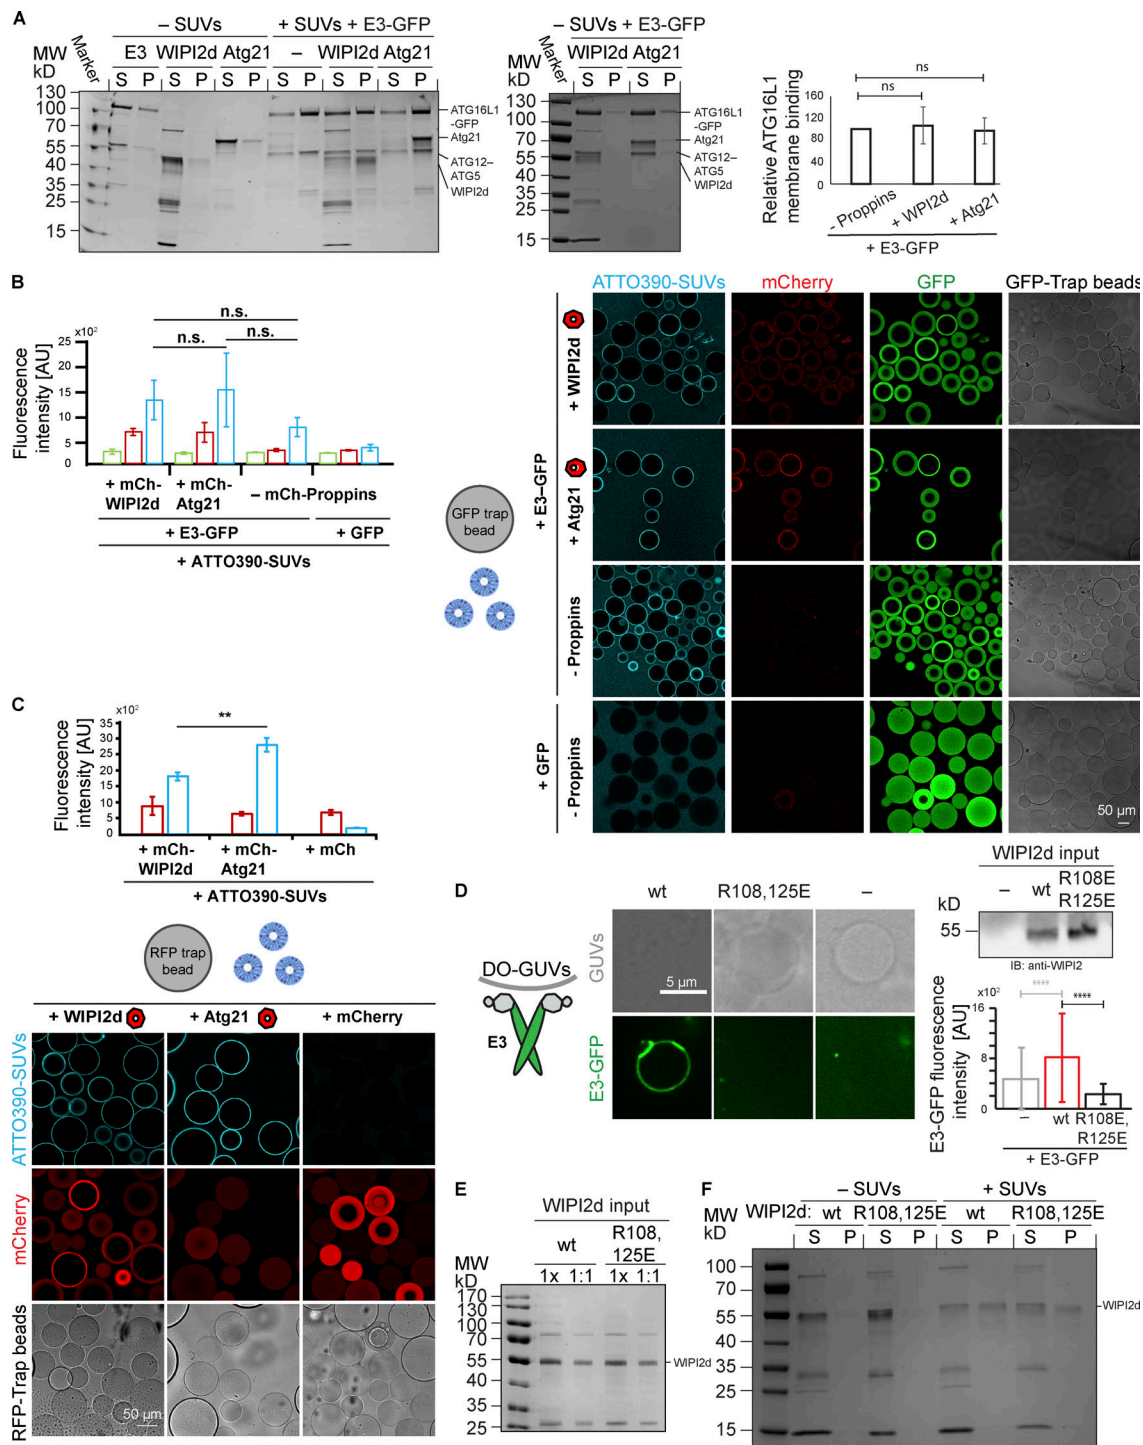 A
– SUVs
+ SUVs + E3-GFP
MW
kD
Marker
E3 WIPI2d Atg21
– WIPI2d Atg21
S P S P S P S P S P S P
130
100
70
55
40
35
25
15
ATG16L1
-GFP
Atg21
ATG12–
ATG5
WIPI2d
– SUVs + E3-GFP
MW
kD
Marker
WIPI2d Atg21
S P S P
130
100
70
55
40
35
25
15
ATG16L1
-GFP
Atg21
ATG12–
ATG5
WIPI2d
Relative ATG16L1
membrane binding
160
120
80
40
0
ns
ns
- Proppins
+ WPI2d
+ Atg21
+ E3-GFP
B
Fluorescence
intensity [AU]
x10²
25
20
15
10
5
0
n.s.
n.s.
n.s.
+ mCh-
WIPI2d
+ mCh-
Atg21
– mCh-Proppins
+ E3-GFP
+ GFP
+ ATTO390-SUVs
GFP trap
bead
ATTO390-SUVs
mCherry
GFP
GFP-Trap beads
+ WIPI2d
+ Atg21
- Proppins
- Proppins
+ E3–GFP
+ GFP
50 µm
C
Fluorescence
intensity [AU]
x10²
35
30
25
20
15
10
5
0
**
+ mCh-
WIPI2d
+ mCh-
Atg21
+ mCh
+ ATTO390-SUVs
RFP trap
bead
+ WIPI2d
+ Atg21
+ mCherry
ATTO390-SUVs
mCherry
RFP-Trap beads
50 µm
D
DO-GUVs
E3
wt
R108,125E
–
GUVs
E3-GFP
5 µm
WIPI2d input
kD
–
wt
R108E
R125E
55
IB: anti-WIPI2
E3-GFP fluorescence
intensity [AU]
x10²
16
8
4
0
****
****
–
wt
R108E,
R125E
+ E3-GFP
E
WIPI2d input
MW
kD
wt
R108,
125E
1x 1:1 1x 1:1
170
130
100
70
55
40
35
25
WIPI2d
F
– SUVs
+ SUVs
MW
kD
WIPI2d: wt R108,125E wt R108,125E
S P S P S P S P
100
70
55
40
35
25
15
WIPI2d